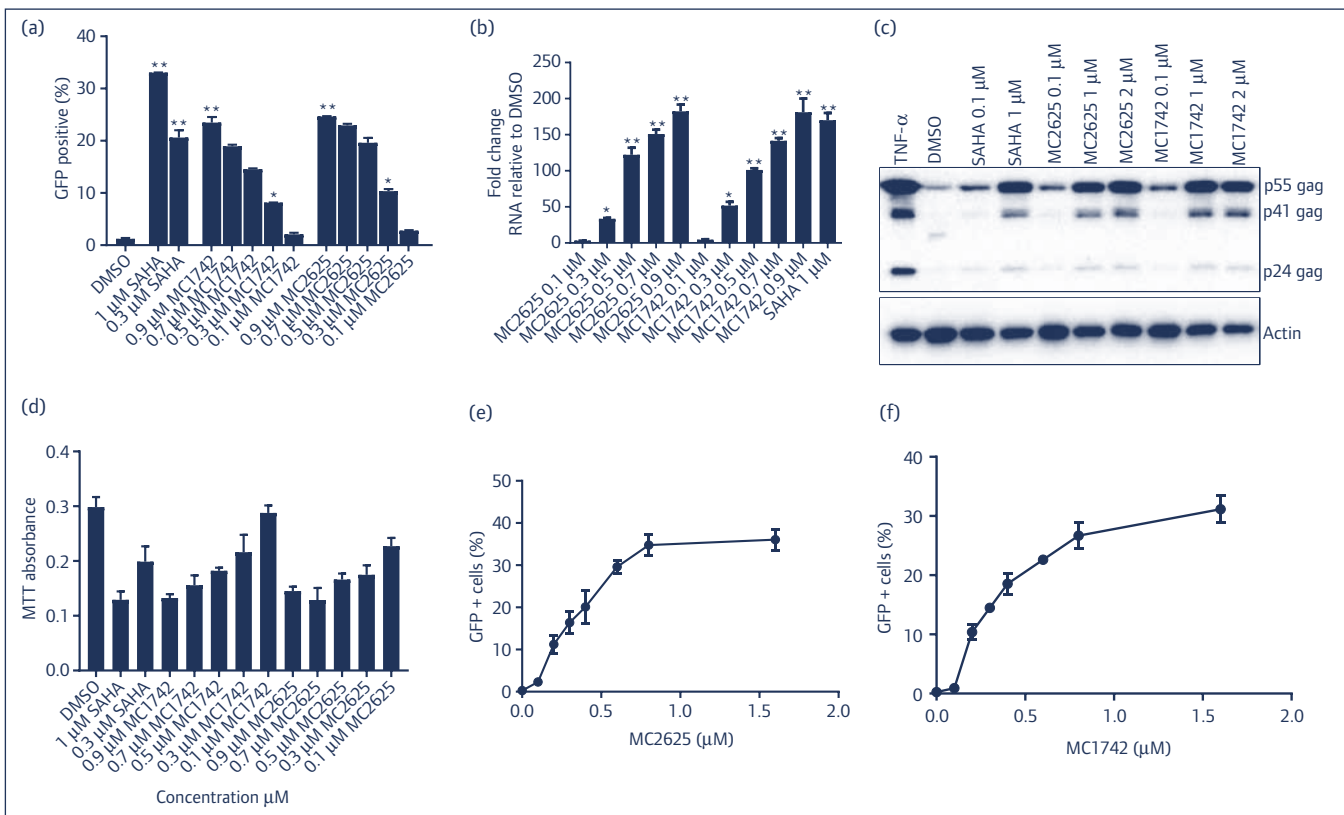 (a)
GFP positive (%)
40
30
20
10
0
** ** ** * ** *
DMSO
1 µM SAHA
0.3 µM SAHA
0.9 µM MC1742
0.7 µM MC1742
0.5 µM MC1742
0.3 µM MC1742
0.1 µM MC1742
0.9 µM MC2625
0.7 µM MC2625
0.5 µM MC2625
0.3 µM MC2625
0.1 µM MC2625
(b)
Fold change
RNA relative to DMSO
250
200
150
100
50
0
* ** ** ** * ** ** ** **
MC2625 0.1 µM
MC2625 0.3 µM
MC2625 0.5 µM
MC2625 0.7 µM
MC2625 0.9 µM
MC1742 0.1 µM
MC1742 0.3 µM
MC1742 0.5 µM
MC1742 0.7 µM
MC1742 0.9 µM
SAHA 1 µM
(c)
TNF-α
DMSO
SAHA 0.1 µM
SAHA 1 µM
MC2625 0.1 µM
MC2625 1 µM
MC2625 2 µM
MC1742 0.1 µM
MC1742 1 µM
MC1742 2 µM
p55 gag
p41 gag
p24 gag
Actin
(d)
MTT absorbance
0.4
0.3
0.2
0.1
0.0
DMSO
1 µM SAHA
0.3 µM SAHA
0.9 µM MC1742
0.7 µM MC1742
0.5 µM MC1742
0.3 µM MC1742
0.1 µM MC1742
0.9 µM MC2625
0.7 µM MC2625
0.5 µM MC2625
0.3 µM MC2625
0.1 µM MC2625
Concentration µM
(e)
GFP + cells (%)
50
40
30
20
10
0
0.0 0.5 1.0 1.5 2.0
MC2625 (µM)
(f)
GFP + cells (%)
40
30
20
10
0
0.0 0.5 1.0 1.5 2.0
MC1742 (µM)